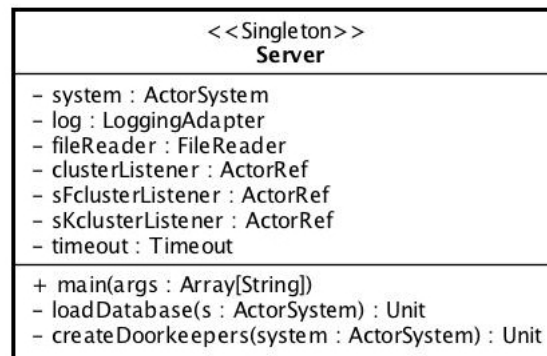 <<Singleton>>
Server
– system : ActorSystem
– log : LoggingAdapter
– fileReader : FileReader
– clusterListener : ActorRef
– sFclusterListener : ActorRef
– sKclusterListener : ActorRef
– timeout : Timeout
+ main(args : Array[String])
– loadDatabase(s : ActorSystem) : Unit
– createDoorkeepers(system : ActorSystem) : Unit